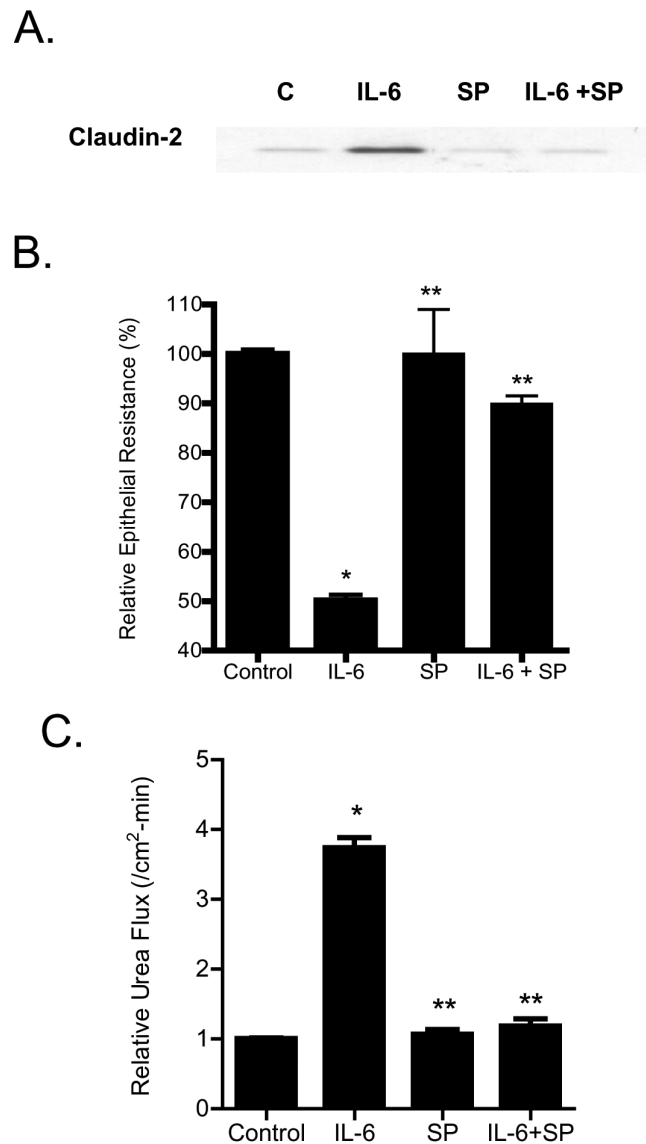 A.
C IL-6 SP IL-6 +SP
Claudin-2
B.
Relative Epithelial Resistance (%)
110
100
90
80
70
60
50
40
**
**
*
Control IL-6 SP IL-6 + SP
C.
Relative Urea Flux (/cm²-min)
5
4
3
2
1
0
*
**
**
Control IL-6 SP IL-6+SP